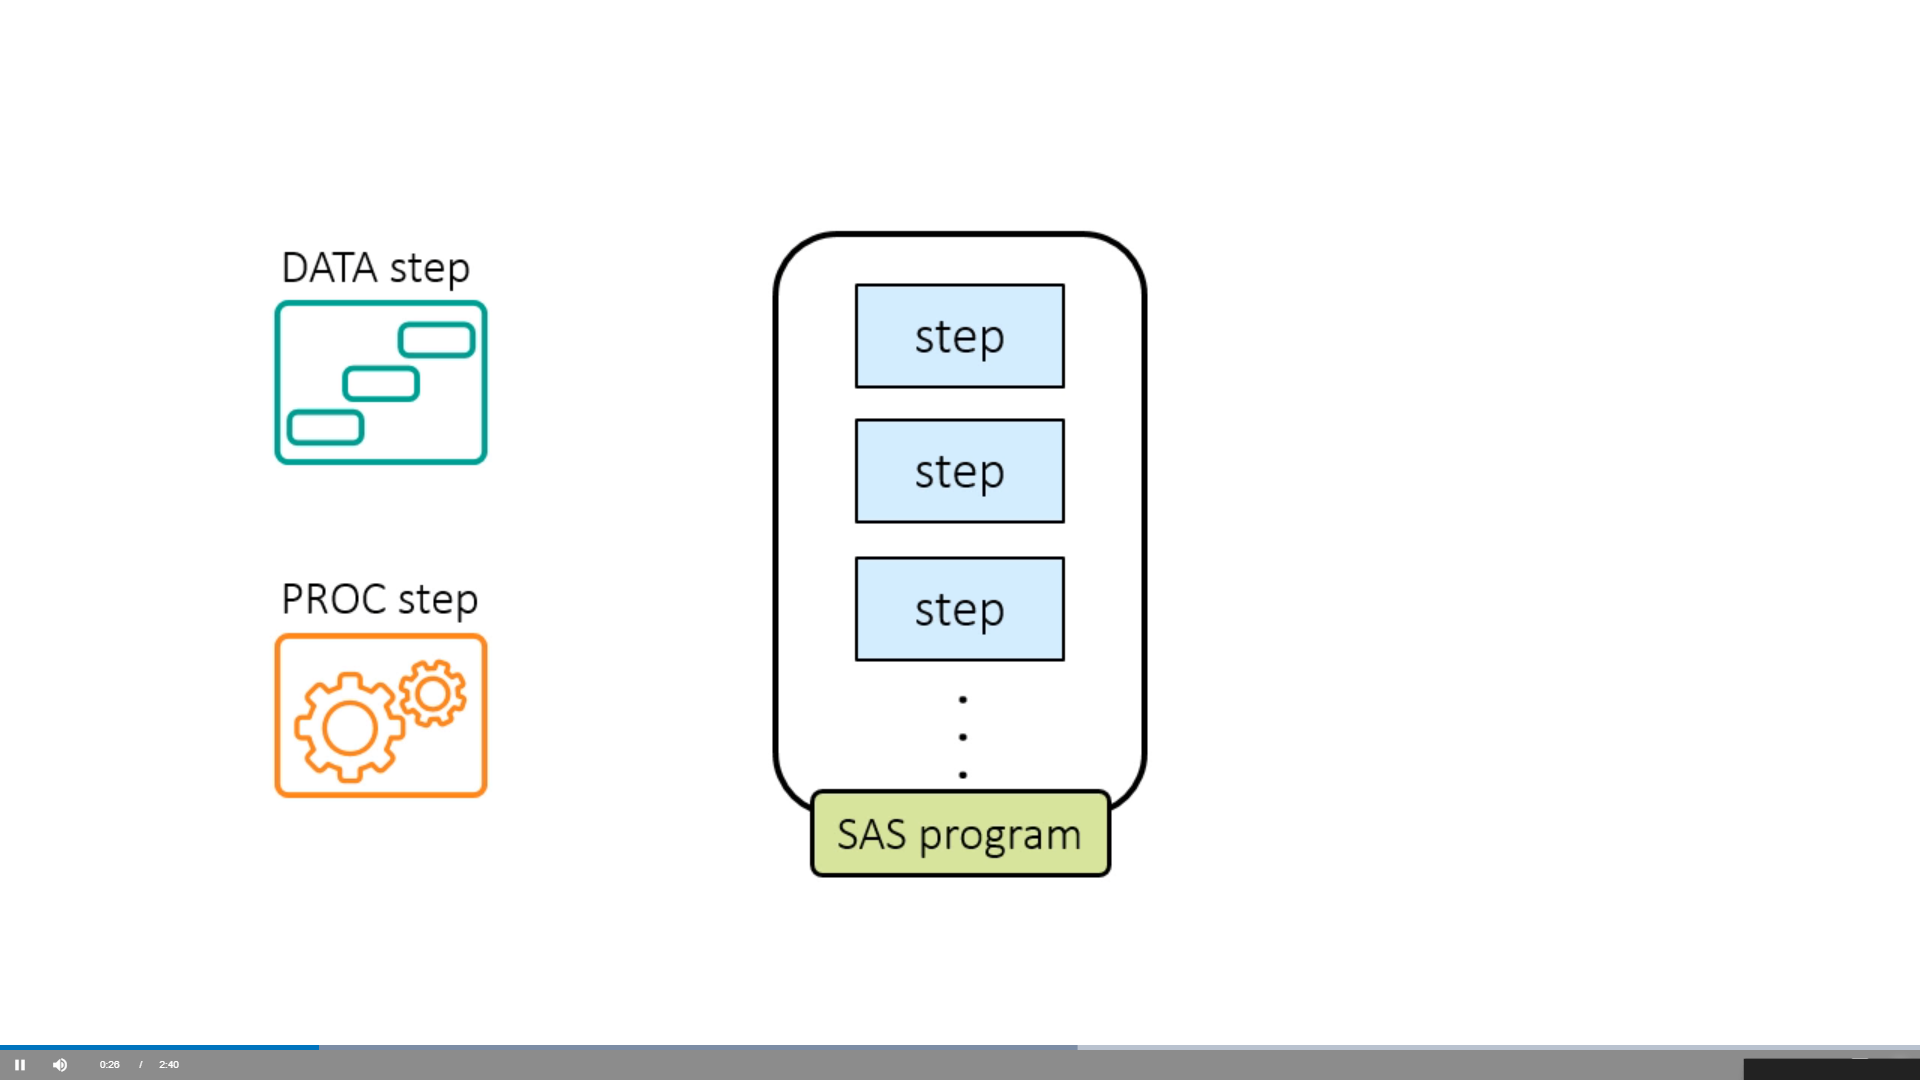 DATA step
PROC step
step
step
step
SAS program
0:26 / 2:40